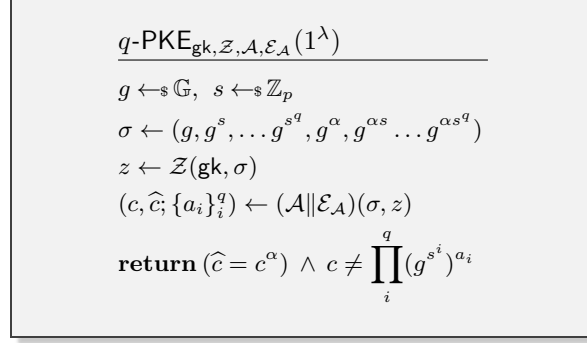 q-PKE_{gk,𝒵,𝒜,ℰ_𝒜}(1^λ)
g ←$ 𝔾, s ←$ ℤ_p
σ ← (g, g^s, … g^{s^q}, g^α, g^{αs} … g^{αs^q})
z ← 𝒵(gk, σ)
(c, ĉ; {a_i}_i^q) ← (𝒜∥ℰ_𝒜)(σ, z)
return (ĉ = c^α) ∧ c ≠ ∏_i^q (g^{s^i})^{a_i}